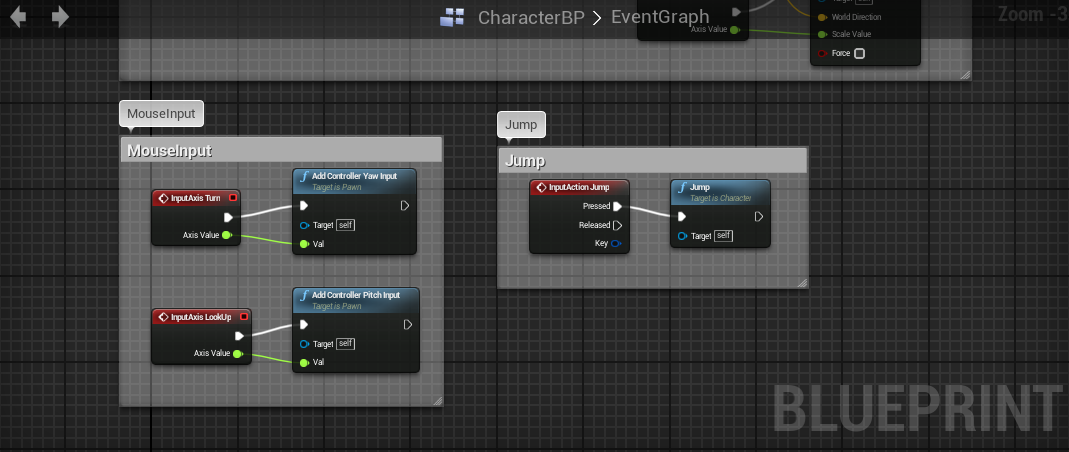 CharacterBP > EventGraph
Zoom -3
Target self
World Direction
Axis Value
Scale Value
Force
MouseInput
MouseInput
InputAxis Turn
Axis Value
Add Controller Yaw Input
Target is Pawn
Target self
Val
InputAxis LookUp
Axis Value
Add Controller Pitch Input
Target is Pawn
Target self
Val
Jump
Jump
InputAction Jump
Pressed
Released
Key
Jump
Target is Character
Target self
BLUEPRINT